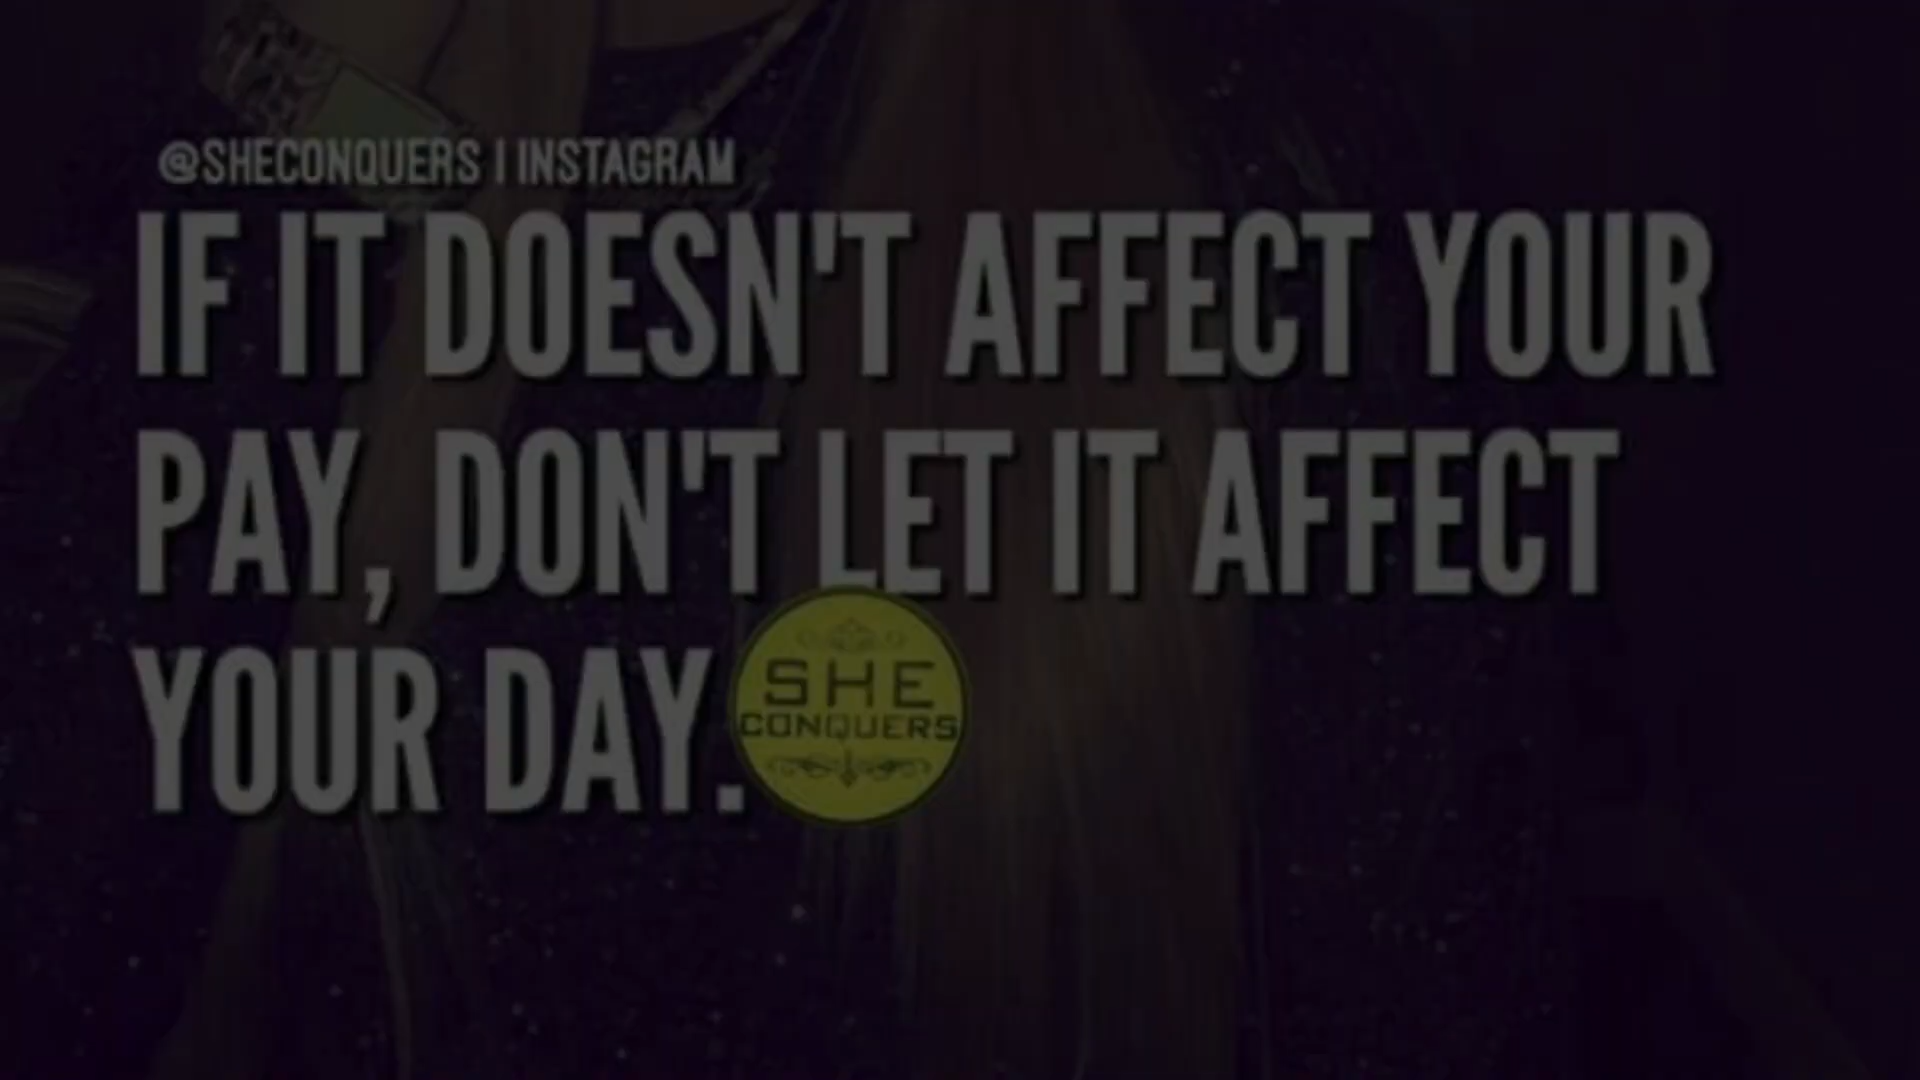 @SHECONQUERS | INSTAGRAM
IF IT DOESN'T AFFECT YOUR
PAY, DON'T LET IT AFFECT
YOUR DAY.
SHE
CONQUERS